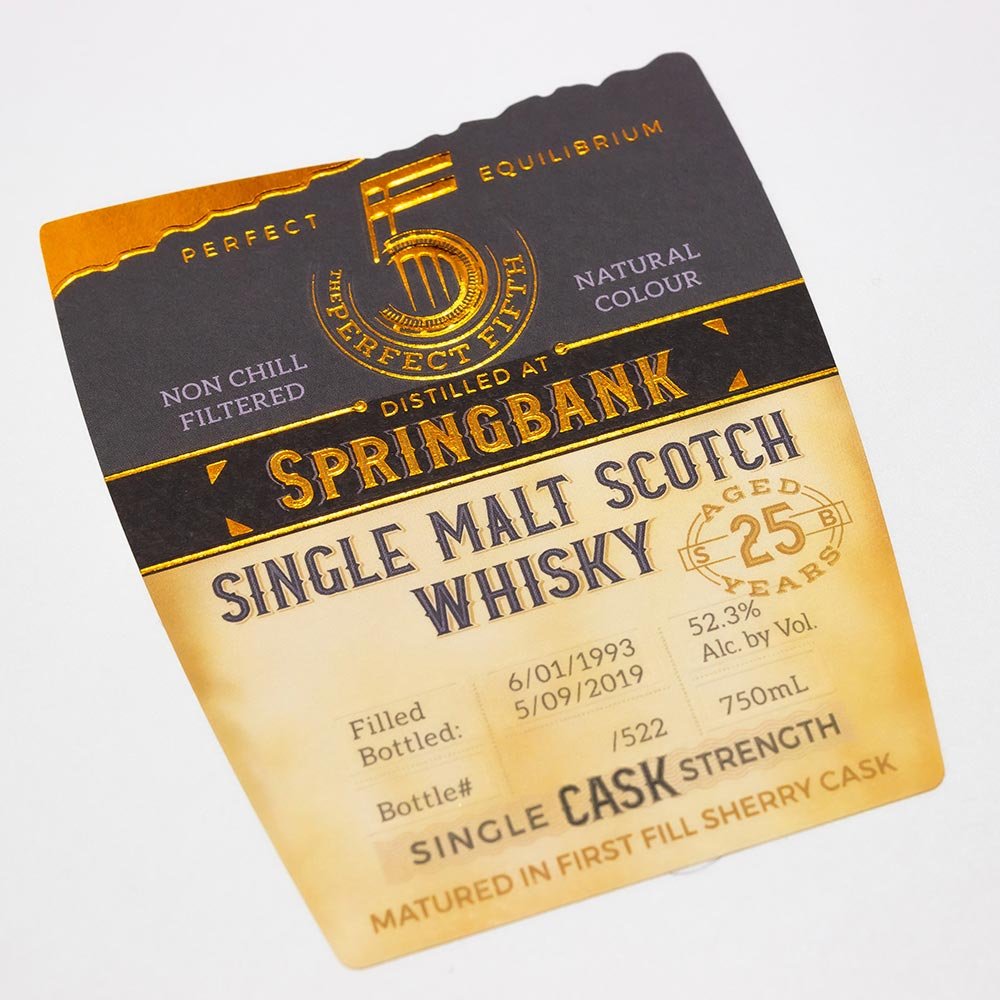 PERFECT EQUILIBRIUM
5
THE PERFECT FIFTH
NON CHILL
FILTERED
NATURAL
COLOUR
DISTILLED AT
SPRINGBANK
SINGLE MALT SCOTCH
WHISKY
AGED
S 25 B
YEARS
Filled 6/01/1993
Bottled: 5/09/2019
52.3%
Alc. by Vol.
Bottle# /522
750mL
SINGLE CASK STRENGTH
MATURED IN FIRST FILL SHERRY CASK